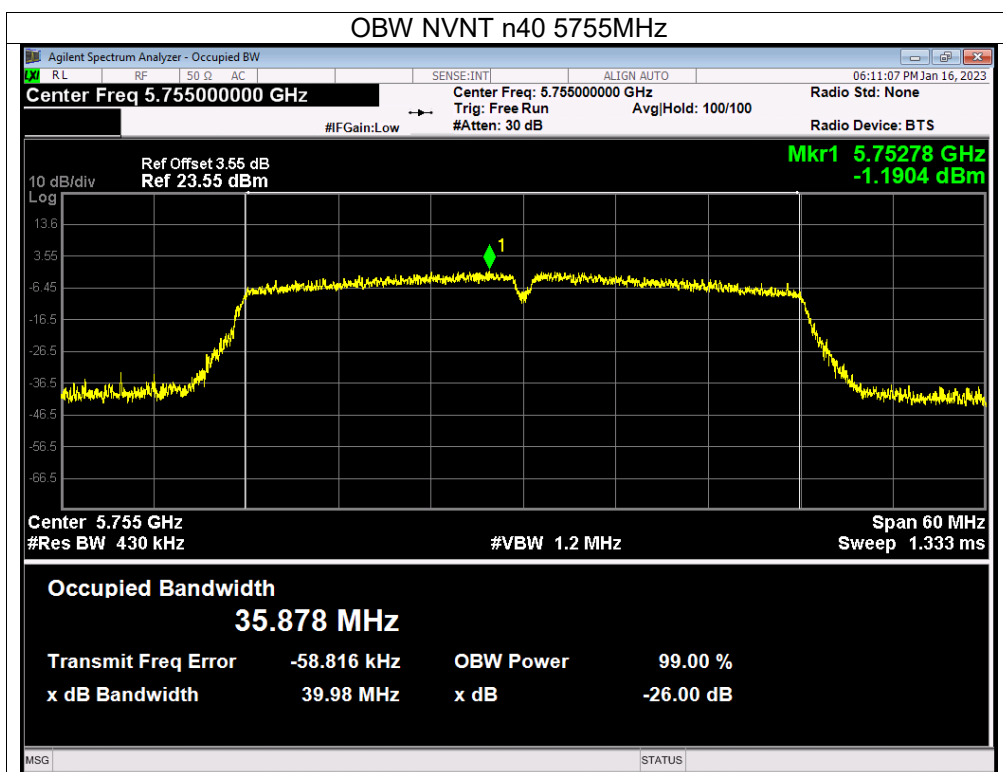 OBW NVNT n40 5755MHz
Agilent Spectrum Analyzer - Occupied BW
LXI RL RF 50 Ω AC SENSE:INT ALIGN AUTO 06:11:07 PM Jan 16, 2023
Center Freq 5.755000000 GHz Center Freq: 5.755000000 GHz Radio Std: None
Trig: Free Run Avg|Hold: 100/100
#IFGain:Low #Atten: 30 dB Radio Device: BTS
Mkr1 5.75278 GHz
-1.1904 dBm
Ref Offset 3.55 dB
10 dB/div Ref 23.55 dBm
Log
13.6
1
3.55
-6.45
-16.5
-26.5
-36.5
-46.5
-56.5
-66.5
Center 5.755 GHz Span 60 MHz
#Res BW 430 kHz #VBW 1.2 MHz Sweep 1.333 ms
Occupied Bandwidth
35.878 MHz
Transmit Freq Error -58.816 kHz OBW Power 99.00 %
x dB Bandwidth 39.98 MHz x dB -26.00 dB
MSG STATUS